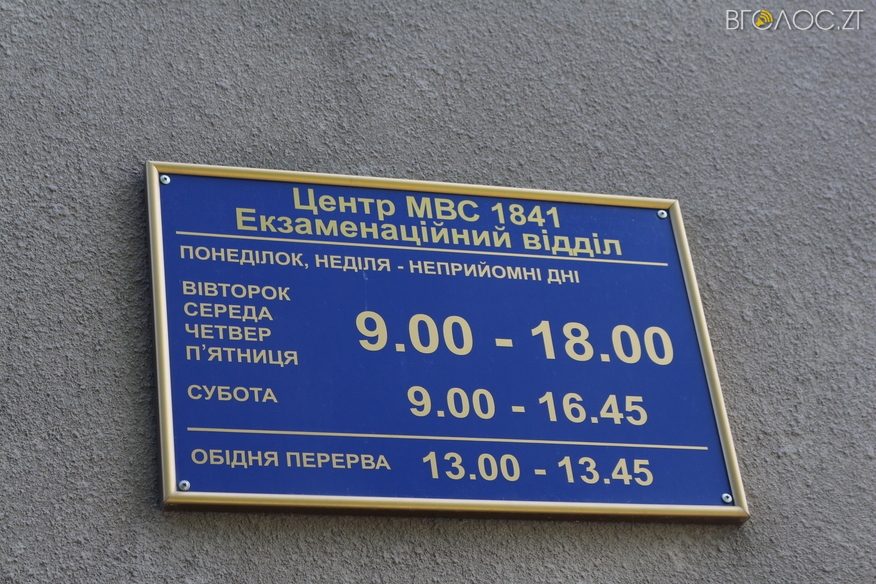 ВГОЛОС.ZT
Центр МВС 1841
Екзаменаційний відділ
ПОНЕДІЛОК, НЕДІЛЯ - НЕПРИЙОМНІ ДНІ
ВІВТОРОК
СЕРЕДА
ЧЕТВЕР
П'ЯТНИЦЯ
9.00 - 18.00
СУБОТА 9.00 - 16.45
ОБІДНЯ ПЕРЕРВА 13.00 - 13.45